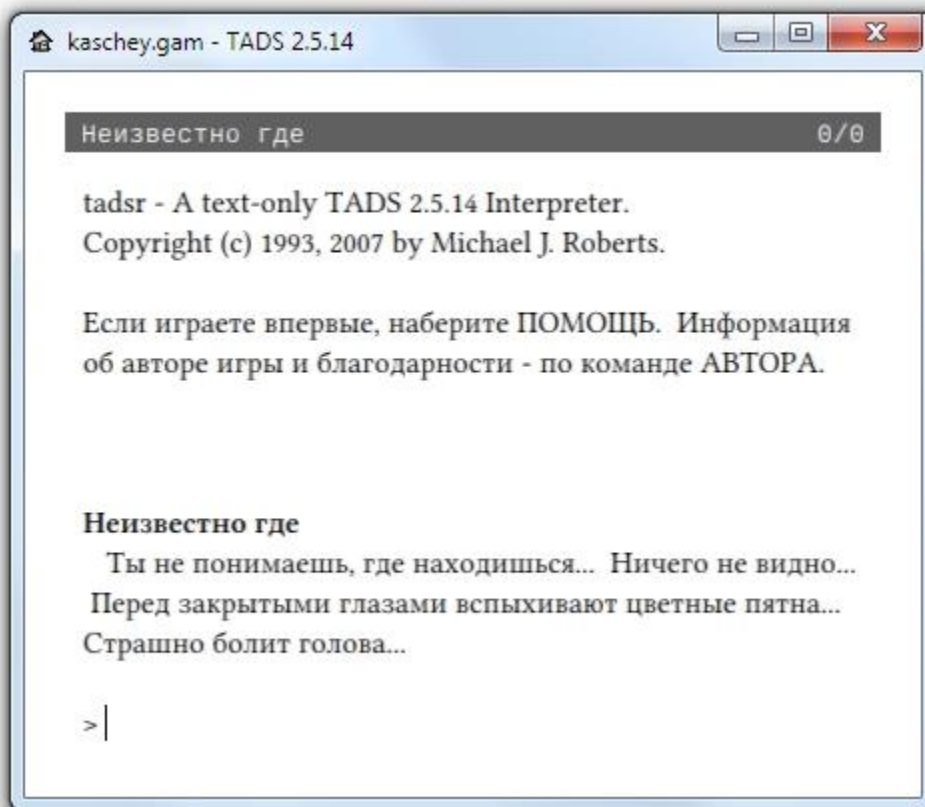 kaschey.gam - TADS 2.5.14
Неизвестно где 0/0
tadsr - A text-only TADS 2.5.14 Interpreter.
Copyright (c) 1993, 2007 by Michael J. Roberts.
Если играете впервые, наберите ПОМОЩЬ. Информация
об авторе игры и благодарности - по команде АВТОРА.
Неизвестно где
Ты не понимаешь, где находишься... Ничего не видно...
Перед закрытыми глазами вспыхивают цветные пятна...
Страшно болит голова...
>